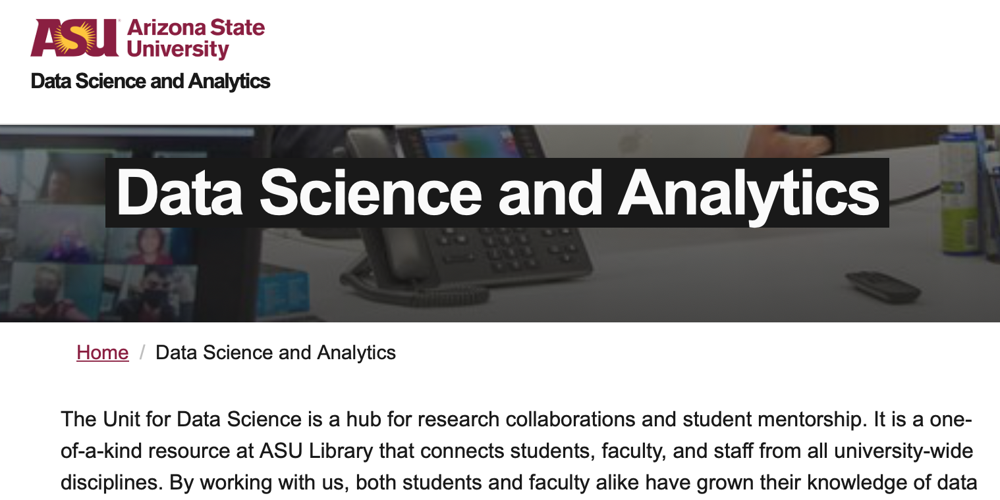 ASU Arizona State
University
Data Science and Analytics
Data Science and Analytics
Home / Data Science and Analytics
The Unit for Data Science is a hub for research collaborations and student mentorship. It is a one-
of-a-kind resource at ASU Library that connects students, faculty, and staff from all university-wide
disciplines. By working with us, both students and faculty alike have grown their knowledge of data